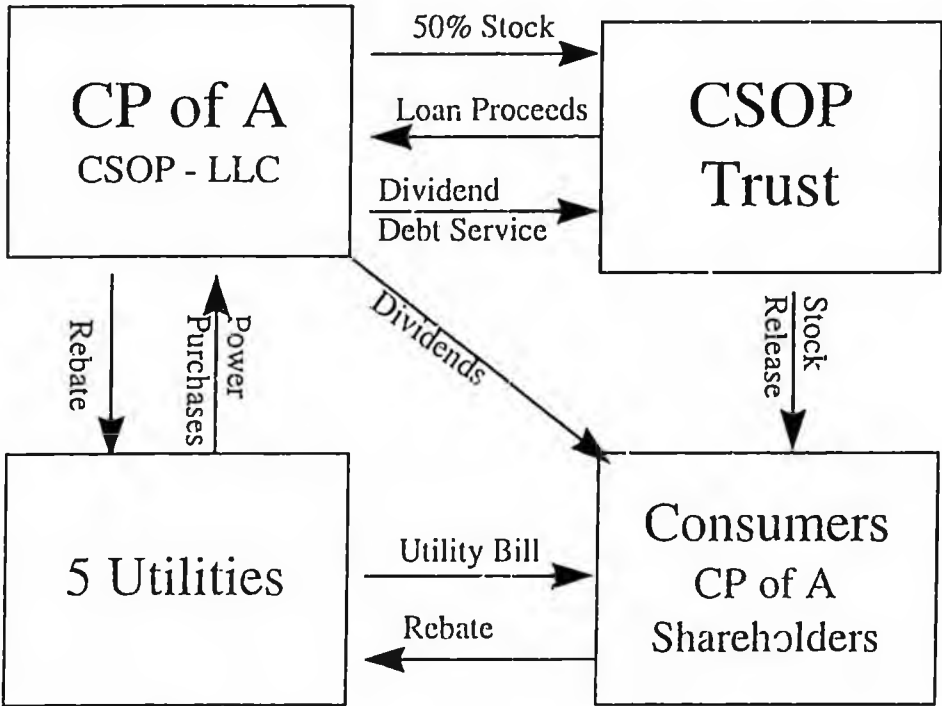 CP of A
CSOP - LLC
50% Stock
Loan Proceeds
Dividend
Debt Service
CSOP
Trust
Rebate
Power
Purchases
Dividends
Stock
Release
5 Utilities
Utility Bill
Rebate
Consumers
CP of A
Shareholders